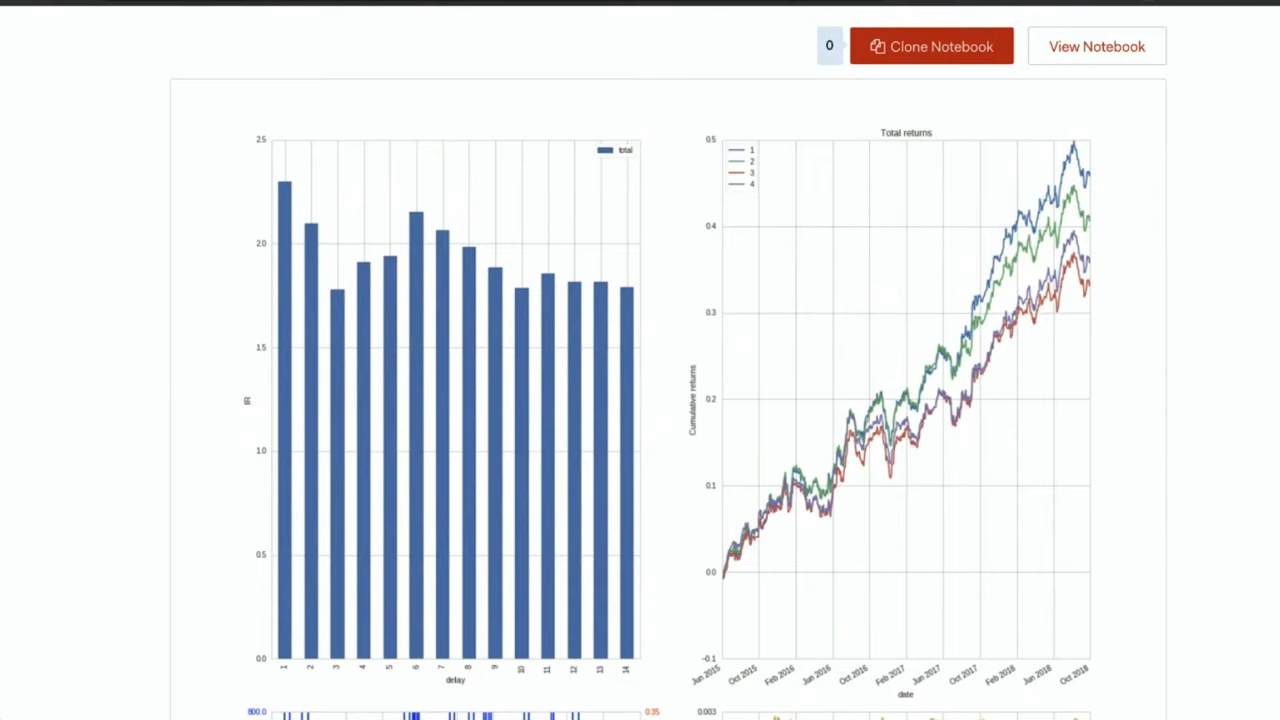 0
Clone Notebook
View Notebook
2.5
2.0
1.5
1.0
0.5
0.0
IR
total
1 2 3 4 5 6 7 8 9 10 11 12 13 14
delay
Total returns
0.5
0.4
0.3
0.2
0.1
0.0
-0.1
Cumulative returns
1
2
3
4
Jun 2015 Oct 2015 Feb 2016 Jun 2016 Oct 2016 Feb 2017 Jun 2017 Oct 2017 Feb 2018 Jun 2018 Oct 2018
date
800.0
0.35
0.003